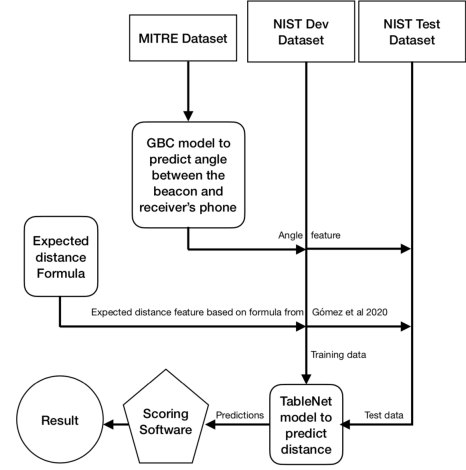 MITRE Dataset
NIST Dev
Dataset
NIST Test
Dataset
GBC model to
predict angle
between the
beacon and
receiver's phone
Angle feature
Expected
distance
Formula
Expected distance feature based on formula from Gómez et al 2020
Training data
Result
Scoring
Software
Predictions
TableNet
model to
predict
distance
Test data